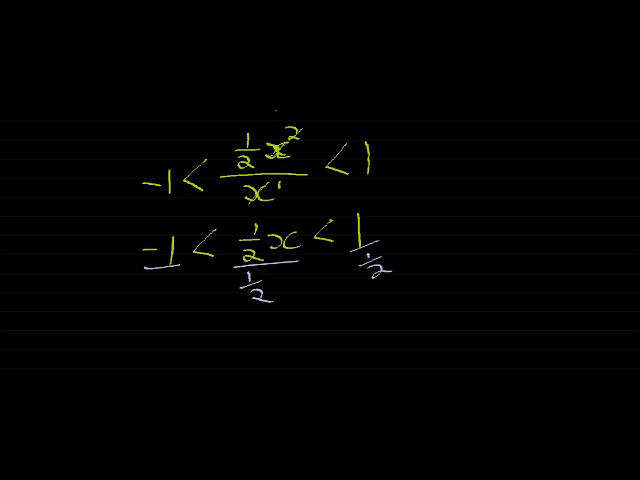 -1 < (1/2 x^2)/(x^1) < 1
-1/ < (1/2 x)/(1/2) < 1/(1/2)